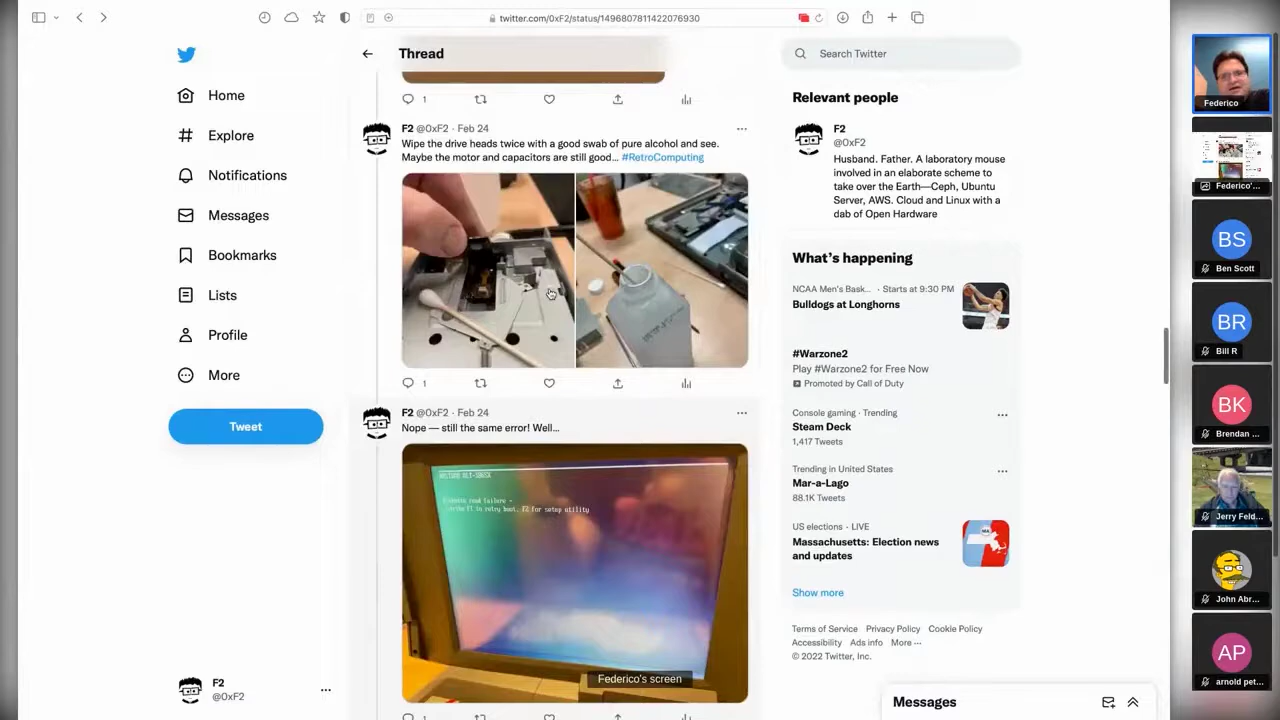 twitter.com/0xF2/status/1496807811422076930
Home
Explore
Notifications
Messages
Bookmarks
Lists
Profile
More
Tweet
F2
@0xF2
Thread
1
F2 @0xF2 · Feb 24
Wipe the drive heads twice with a good swab of pure alcohol and see.
Maybe the motor and capacitors are still good... #RetroComputing
1
F2 @0xF2 · Feb 24
Nope — still the same error! Well...
to retry boot, F2 for setup utility
Federico's screen
Search Twitter
Relevant people
F2
@0xF2
Husband. Father. A laboratory mouse
involved in an elaborate scheme to
take over the Earth—Ceph, Ubuntu
Server, AWS. Cloud and Linux with a
dab of Open Hardware
What's happening
NCAA Men's Bask... · Starts at 9:30 PM
Bulldogs at Longhorns
#Warzone2
Play #Warzone2 for Free Now
Promoted by Call of Duty
Console gaming · Trending
Steam Deck
1,417 Tweets
Trending in United States
Mar-a-Lago
88.1K Tweets
US elections · LIVE
Massachusetts: Election news
and updates
Show more
Terms of Service Privacy Policy Cookie Policy
Accessibility Ads info More ···
© 2022 Twitter, Inc.
Messages
Federico
Federico'...
BS
Ben Scott
BR
Bill R
BK
Brendan ...
Jerry Feld...
John Abr...
AP
arnold pet...